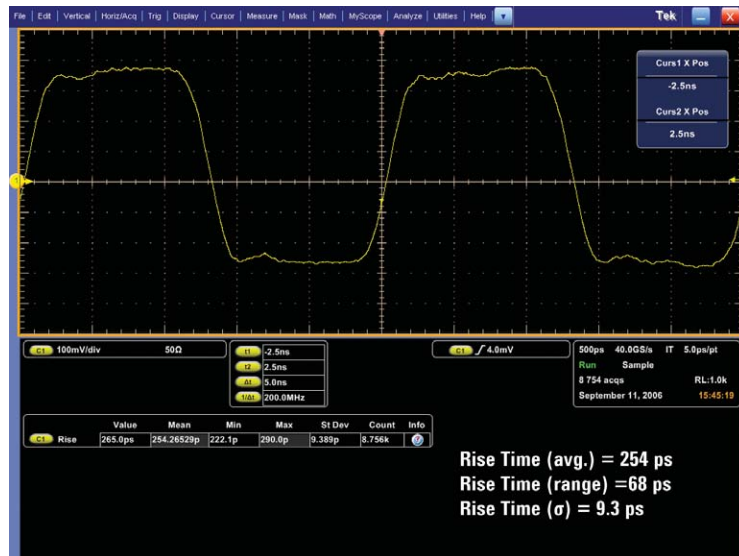 File | Edit | Vertical | Horiz/Acq | Trig | Display | Cursor | Measure | Mask | Math | MyScope | Analyze | Utilities | Help Tek X
Curs1 X Pos
-2.5ns
Curs2 X Pos
2.5ns
1
C1 100mV/div 50Ω
t1 -2.5ns
t2 2.5ns
Δt 5.0ns
1/Δt 200.0MHz
C1 4.0mV
500ps 40.0GS/s IT 5.0ps/pt
Run Sample
8 754 acqs RL:1.0k
September 11, 2006 15:45:19
Value Mean Min Max St Dev Count Info
C1 Rise 265.0ps 254.26529p 222.1p 290.0p 9.389p 8.756k
Rise Time (avg.) = 254 ps
Rise Time (range) =68 ps
Rise Time (σ) = 9.3 ps